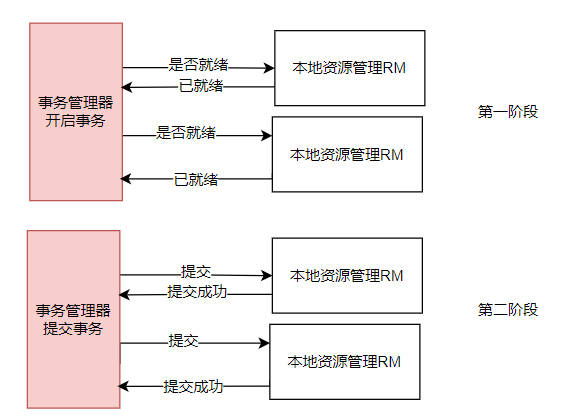 事务管理器
开启事务
是否就绪
已就绪
本地资源管理RM
是否就绪
已就绪
本地资源管理RM
第一阶段
事务管理器
提交事务
提交
提交成功
本地资源管理RM
提交
提交成功
本地资源管理RM
第二阶段